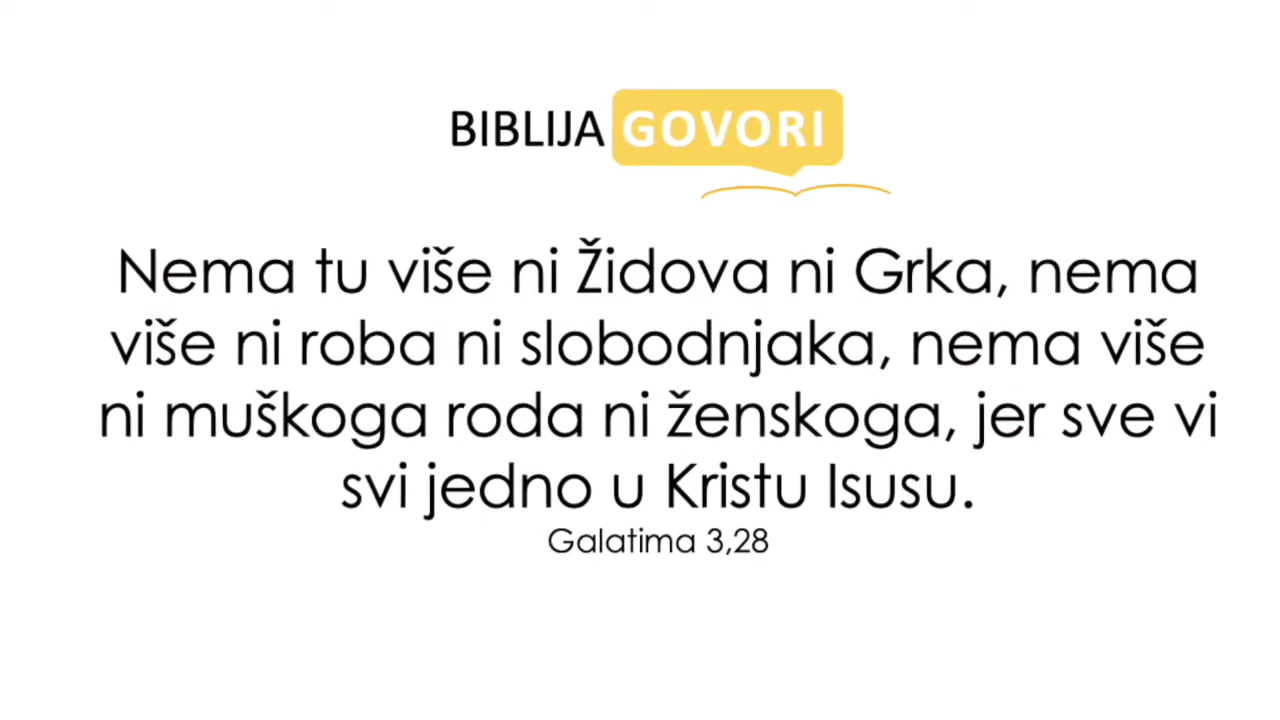 BIBLIJA GOVORI
Nema tu više ni Židova ni Grka, nema
više ni roba ni slobodnjaka, nema više
ni muškoga roda ni ženskoga, jer sve vi
svi jedno u Kristu Isusu.
Galatima 3,28